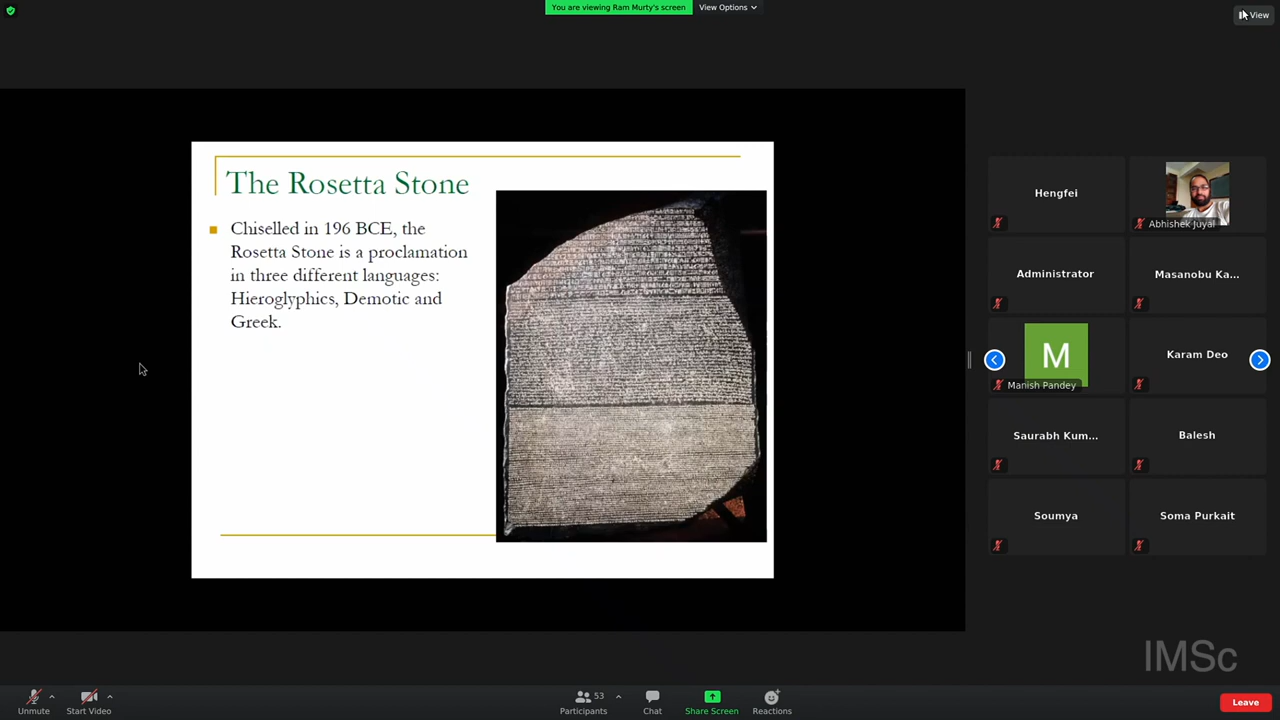 You are viewing Ram Murty's screen
View Options
View
The Rosetta Stone
Chiselled in 196 BCE, the
Rosetta Stone is a proclamation
in three different languages:
Hieroglyphics, Demotic and
Greek.
Hengfei
Abhishek Juyal
Administrator
Masanobu Ka...
M
Manish Pandey
Karam Deo
Saurabh Kum...
Balesh
Soumya
Soma Purkait
IMSc
Unmute
Start Video
53
Participants
Chat
Share Screen
Reactions
Leave